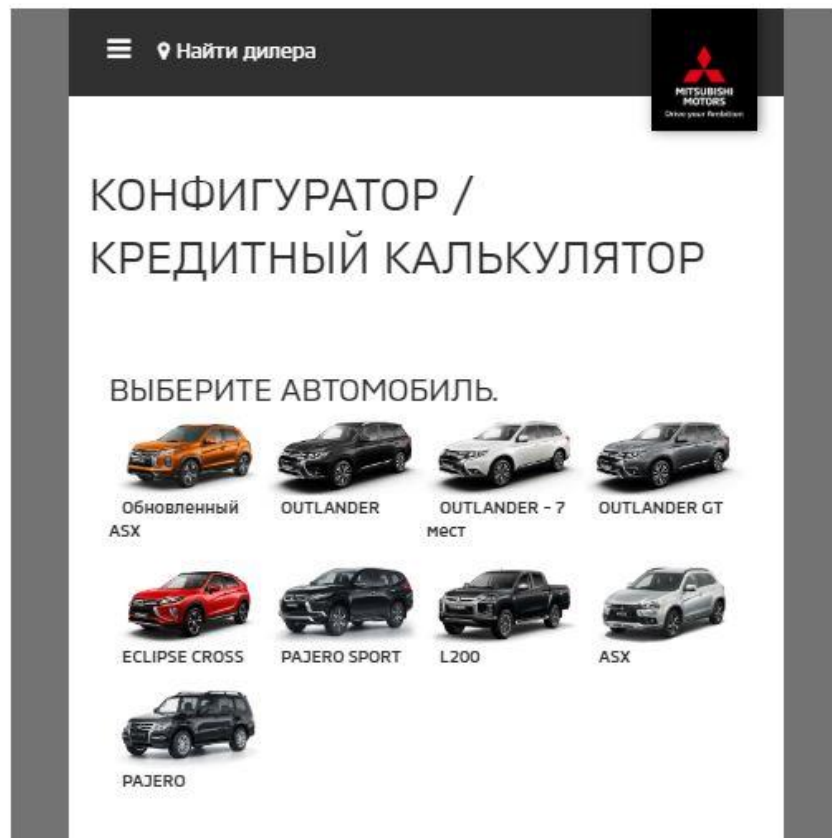 Найти дилера
MITSUBISHI
MOTORS
Drive your Ambition
КОНФИГУРАТОР /
КРЕДИТНЫЙ КАЛЬКУЛЯТОР
ВЫБЕРИТЕ АВТОМОБИЛЬ.
Обновленный
ASX
OUTLANDER
OUTLANDER - 7
мест
OUTLANDER GT
ECLIPSE CROSS
PAJERO SPORT
L200
ASX
PAJERO